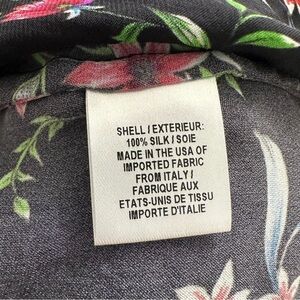 SHELL / EXTERIEUR:
100% SILK / SOIE
MADE IN THE USA OF
IMPORTED FABRIC
FROM ITALY /
FABRIQUE AUX
ETATS-UNIS DE TISSU
IMPORTE D'ITALIE